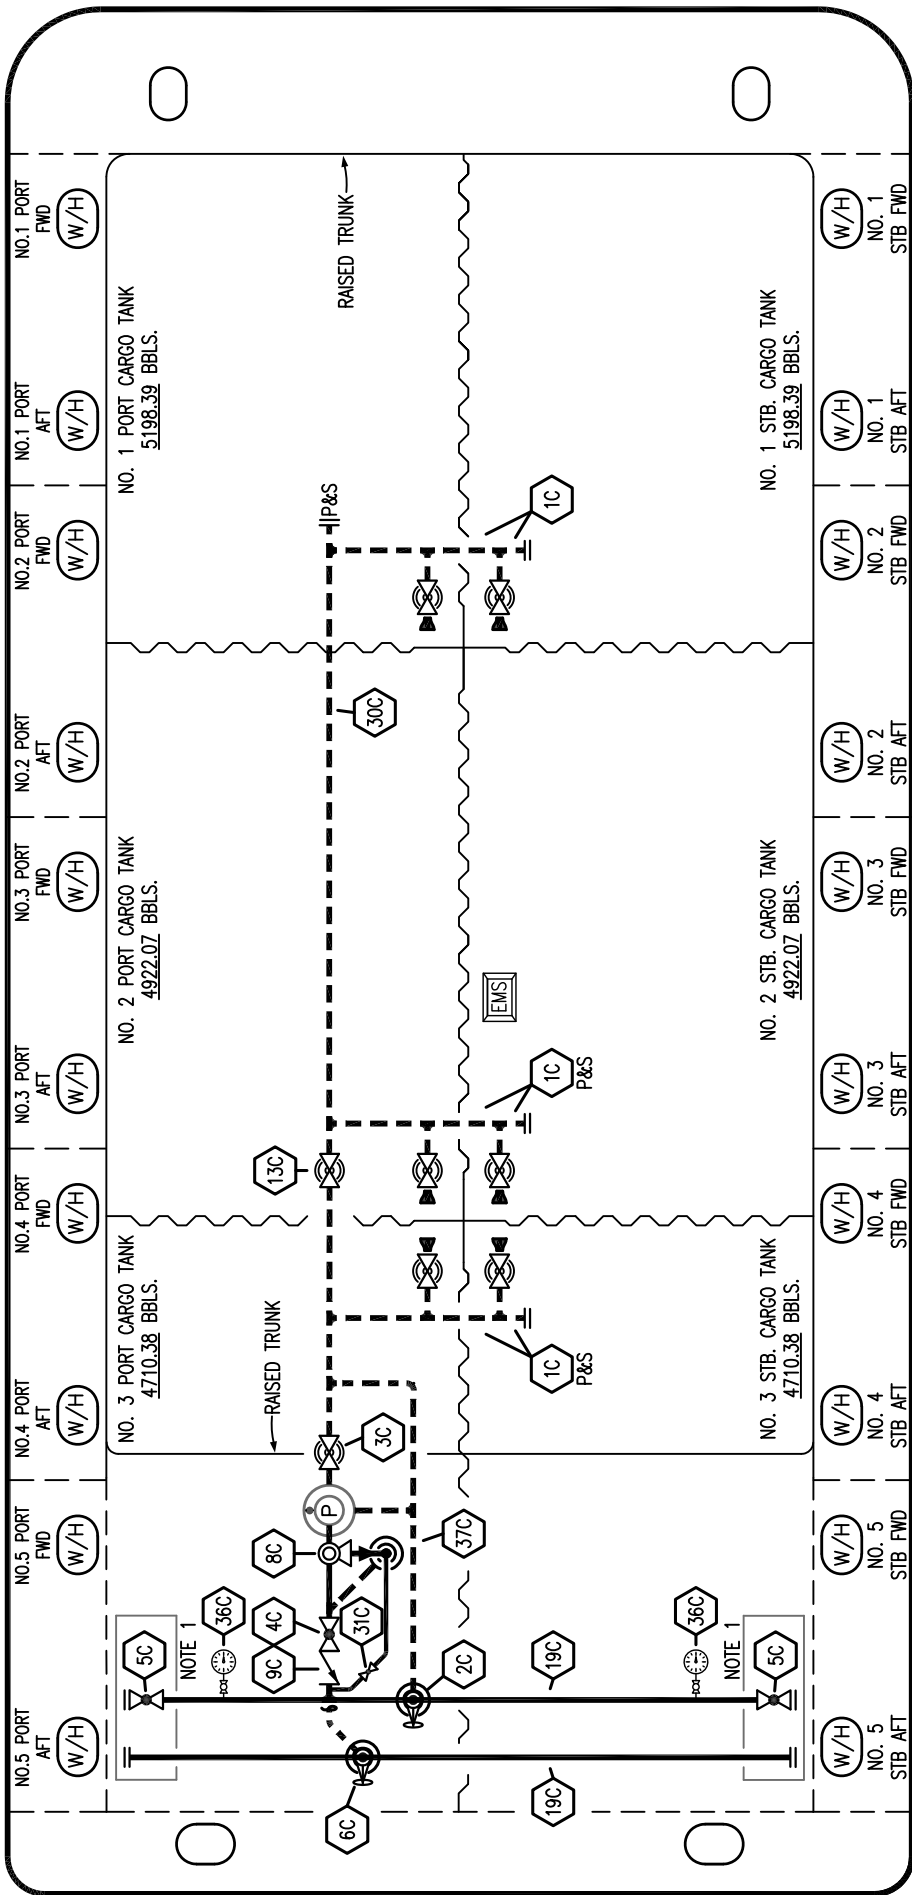 NO.1 PORT
FWD
W/H
NO.1 PORT
AFT
W/H
NO.2 PORT
FWD
W/H
NO.2 PORT
AFT
W/H
NO.3 PORT
FWD
W/H
NO.3 PORT
AFT
W/H
NO.4 PORT
FWD
W/H
NO.4 PORT
AFT
W/H
NO.5 PORT
FWD
W/H
NO.5 PORT
AFT
W/H
NO. 1 PORT CARGO TANK
5198.39 BBLS.
NO. 2 PORT CARGO TANK
4922.07 BBLS.
NO. 3 PORT CARGO TANK
4710.38 BBLS.
RAISED TRUNK
RAISED TRUNK
P&S
30C
1C
13C
1C
P&S
1C
P&S
EMS
3C
P
8C
37C
4C
9C
31C
36C
5C
NOTE 1
2C
19C
6C
19C
36C
NOTE 1
5C
NO. 1 STB. CARGO TANK
5198.39 BBLS.
NO. 2 STB. CARGO TANK
4922.07 BBLS.
NO. 3 STB. CARGO TANK
4710.38 BBLS.
W/H
NO. 1
STB FWD
W/H
NO. 1
STB AFT
W/H
NO. 2
STB FWD
W/H
NO. 2
STB AFT
W/H
NO. 3
STB FWD
W/H
NO. 3
STB AFT
W/H
NO. 4
STB FWD
W/H
NO. 4
STB AFT
W/H
NO. 5
STB FWD
W/H
NO. 5
STB AFT